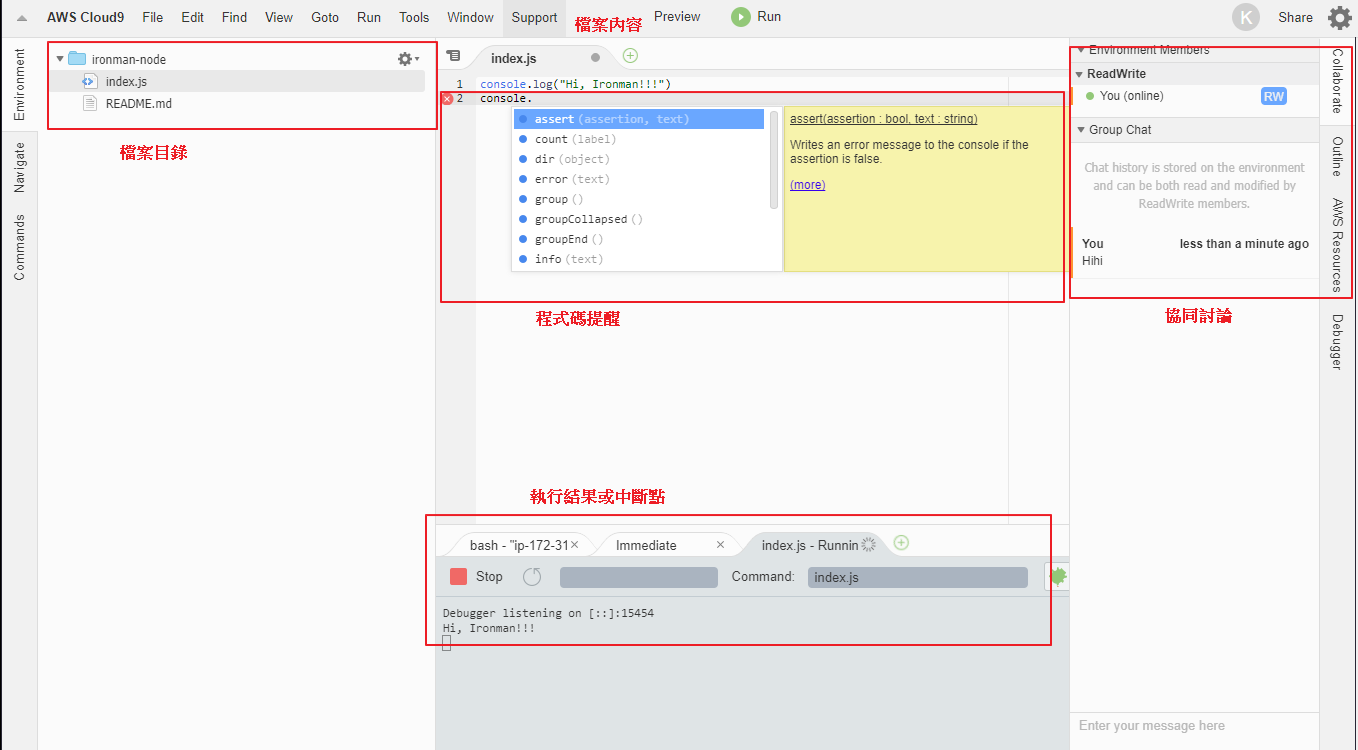 AWS Cloud9 File Edit Find View Goto Run Tools Window Support Preview Run K Share
檔案內容
Environment
Navigate
Commands
ironman-node
index.js
README.md
檔案目錄
index.js
1 console.log("Hi, Ironman!!!")
2 console.
assert(assertion, text)
count(label)
dir(object)
error(text)
group()
groupCollapsed()
groupEnd()
info(text)
assert(assertion : bool, text : string)
Writes an error message to the console if the
assertion is false.
(more)
程式碼提醒
執行結果或中斷點
bash - "ip-172-31 Immediate index.js - Runnin
Stop Command: index.js
Debugger listening on [::]:15454
Hi, Ironman!!!
Environment Members
ReadWrite
You (online) RW
Group Chat
Chat history is stored on the environment
and can be both read and modified by
ReadWrite members.
You less than a minute ago
Hihi
協同討論
Enter your message here
Collaborate
Outline
AWS Resources
Debugger